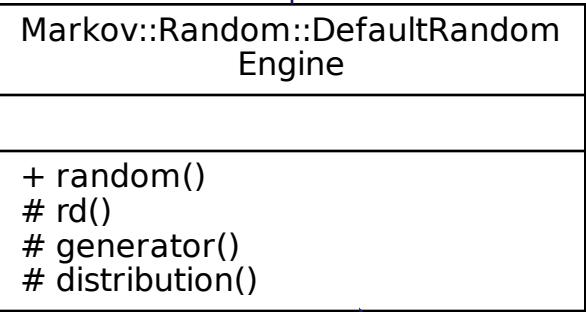 Markov::Random::DefaultRandom
Engine
+ random()
# rd()
# generator()
# distribution()